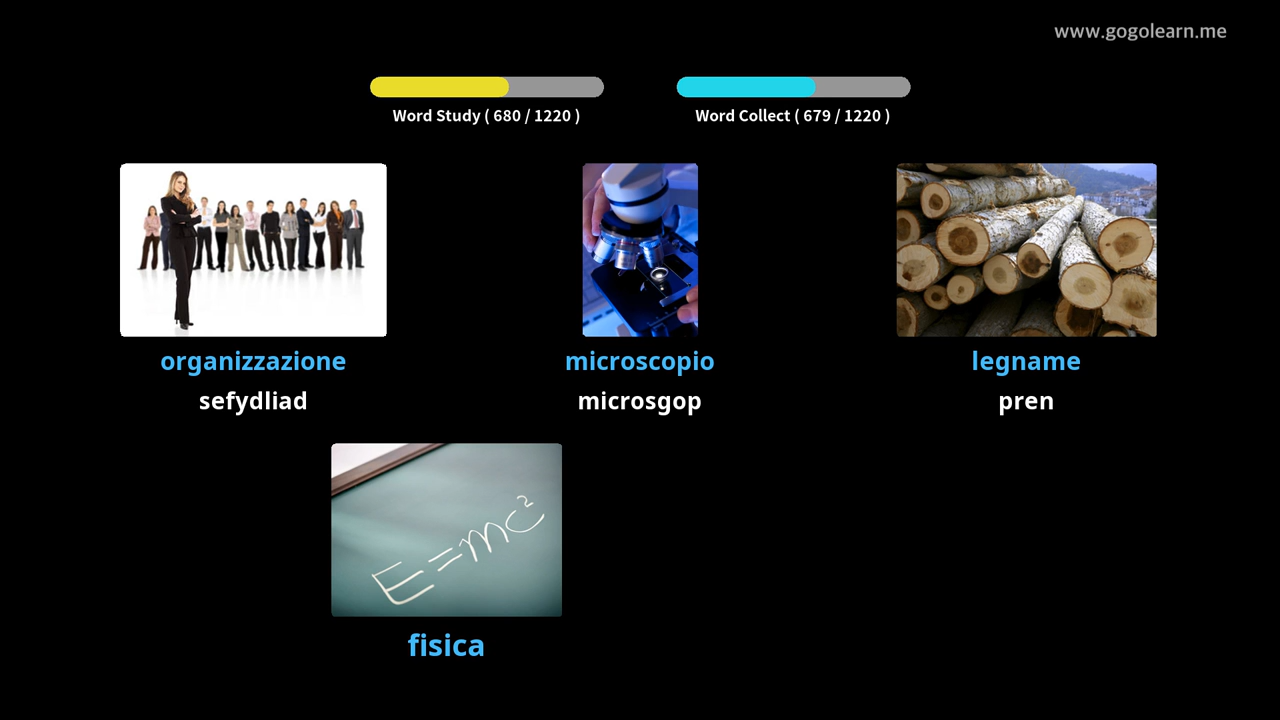 www.gogolearn.me
Word Study ( 680 / 1220 )
Word Collect ( 679 / 1220 )
organizzazione
sefydliad
microscopio
microsgop
legname
pren
E=mc²
fisica